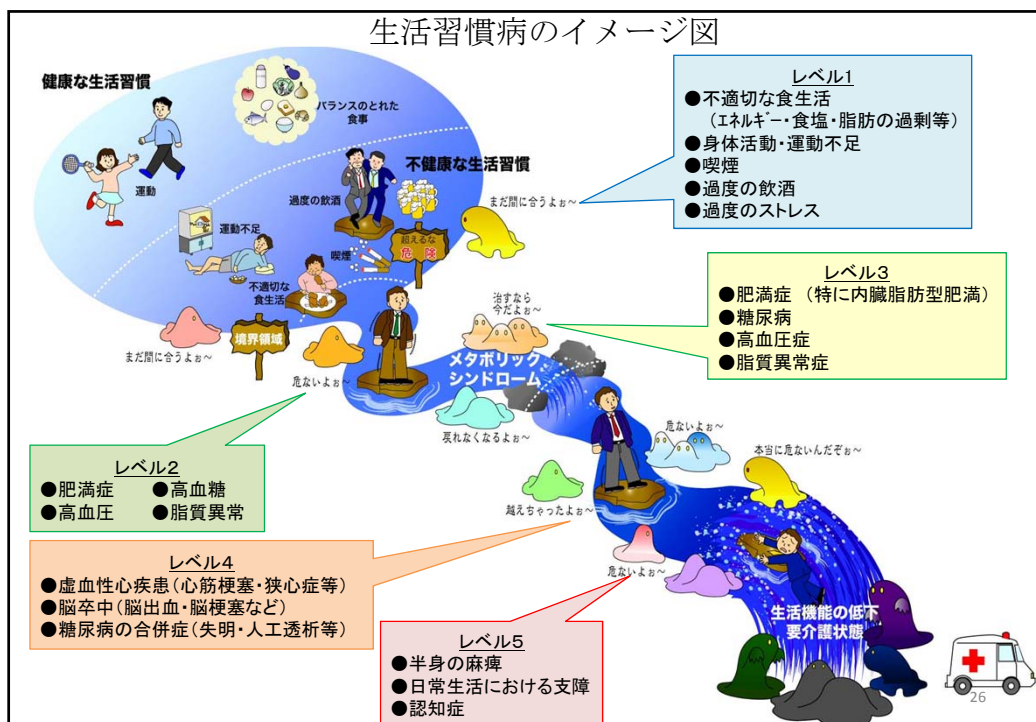 生活習慣病のイメージ図
健康な生活習慣
バランスのとれた
食事
運動
不健康な生活習慣
過度の飲酒
運動不足
喫煙
不適切な
食生活
超えるな
危険
境界領域
まだ間に合うよぉ~
まだ間に合うよぉ~
危ないよぉ~
治すなら
今だよぉ~
メタボリック
シンドローム
戻れなくなるよぉ~
危ないよぉ~
本当に危ないんだぞぉ~
越えちゃったよぉ~
危ないよぉ~
生活機能の低下
要介護状態
レベル1
●不適切な食生活
(エネルギー・食塩・脂肪の過剰等)
●身体活動・運動不足
●喫煙
●過度の飲酒
●過度のストレス
レベル3
●肥満症 (特に内臓脂肪型肥満)
●糖尿病
●高血圧症
●脂質異常症
レベル2
●肥満症 ●高血糖
●高血圧 ●脂質異常
レベル4
●虚血性心疾患(心筋梗塞・狭心症等)
●脳卒中(脳出血・脳梗塞など)
●糖尿病の合併症(失明・人工透析等)
レベル5
●半身の麻痺
●日常生活における支障
●認知症
26